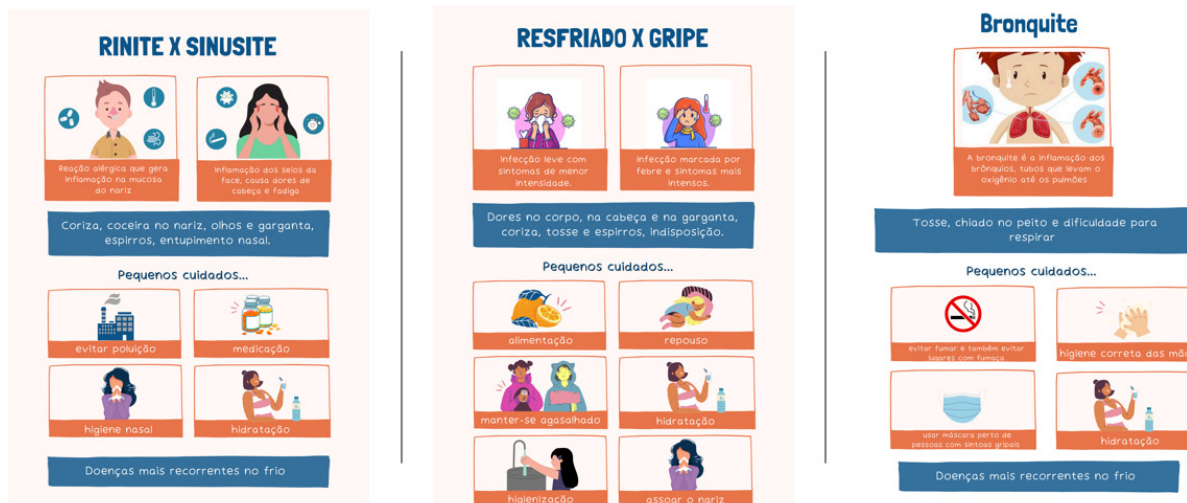 RINITE X SINUSITE
Reação alérgica que gera
inflamação na mucosa
do nariz
Inflamação dos seios da
face, causa dores de
cabeça e fadiga
Coriza, coceira no nariz, olhos e garganta,
espirros, entupimento nasal.
Pequenos cuidados...
evitar poluição
medicação
higiene nasal
hidratação
Doenças mais recorrentes no frio
RESFRIADO X GRIPE
Infecção leve com
sintomas de menor
intensidade.
Infecção marcada por
febre e sintomas mais
intensos.
Dores no corpo, na cabeça e na garganta,
coriza, tosse e espirros, indisposição.
Pequenos cuidados...
alimentação
repouso
manter-se agasalhado
hidratação
higienização
assoar o nariz
Bronquite
A bronquite é a inflamação dos
brônquios, tubos que levam o
oxigênio até os pulmões
Tosse, chiado no peito e dificuldade para
respirar
Pequenos cuidados...
evitar fumar e também evitar
lugares com fumaça
higiene correta das mão
usar máscara perto de
pessoas com sintoas gripais
hidratação
Doenças mais recorrentes no frio